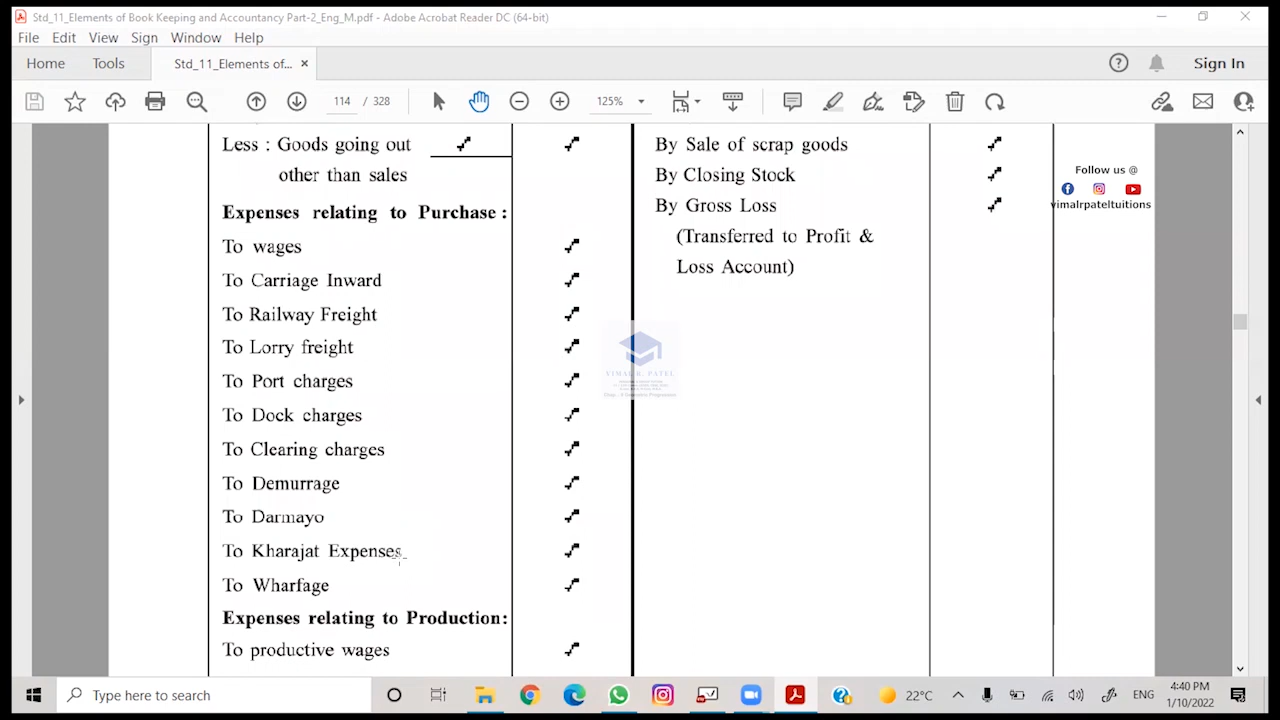 Std_11_Elements of Book Keeping and Accountancy Part-2_Eng_M.pdf - Adobe Acrobat Reader DC (64-bit)
File Edit View Sign Window Help
Home Tools Std_11_Elements of... × Sign In
114 / 328 125%
Less : Goods going out
other than sales
Expenses relating to Purchase :
To wages
To Carriage Inward
To Railway Freight
To Lorry freight
To Port charges
To Dock charges
To Clearing charges
To Demurrage
To Darmayo
To Kharajat Expenses
To Wharfage
Expenses relating to Production:
To productive wages
By Sale of scrap goods
By Closing Stock
By Gross Loss
(Transferred to Profit &
Loss Account)
Follow us @
vimalrpateltuitions
VIMAL R. PATEL
Type here to search
22°C ENG
4:40 PM
1/10/2022